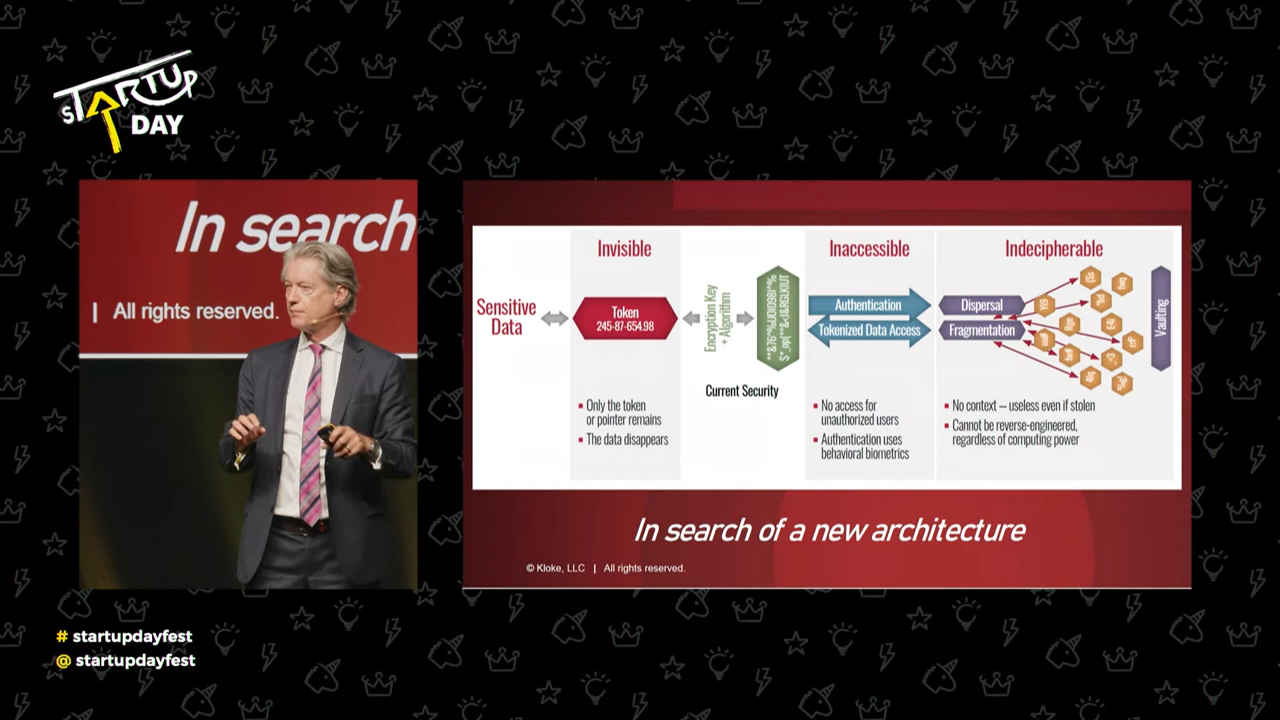 STARTUP
DAY
In search
| All rights reserved.
# startupdayfest
@ startupdayfest
Invisible
Inaccessible
Indecipherable
Sensitive
Data
Token
245-87-654.98
Encryption Key
+ Algorithm
Current Security
Authentication
Tokenized Data Access
Dispersal
Fragmentation
Vaulting
Only the token
or pointer remains
The data disappears
No access for
unauthorized users
Authentication uses
behavioral biometrics
No context – useless even if stolen
Cannot be reverse-engineered,
regardless of computing power
In search of a new architecture
© Kloke, LLC | All rights reserved.